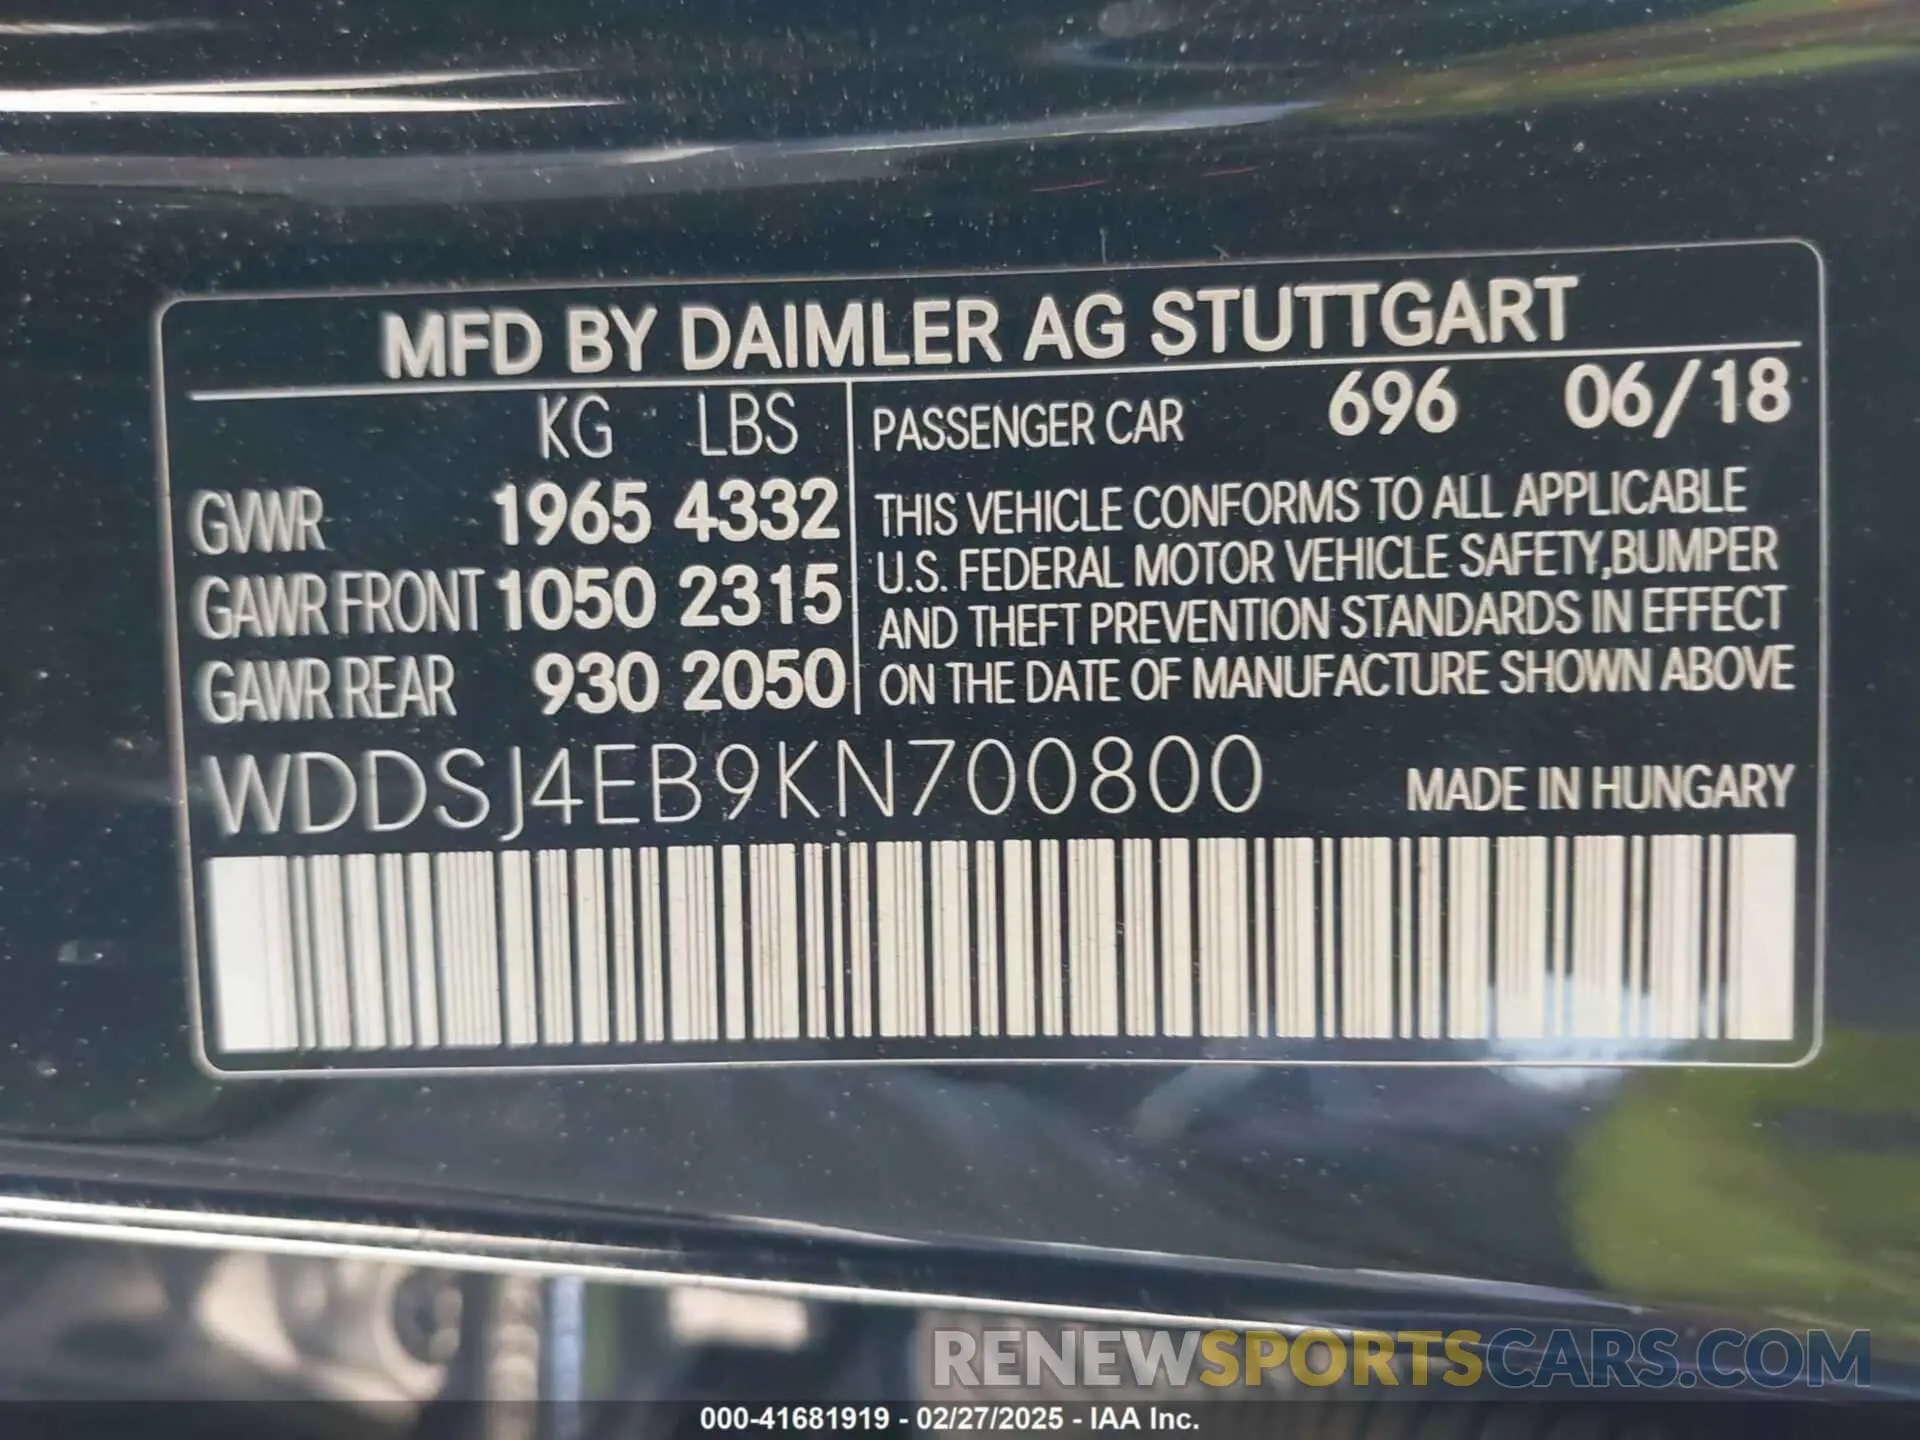 MFD BY DAIMLER AG STUTTGART
KG LBS
GVWR 1965 4332
GAWR FRONT 1050 2315
GAWR REAR 930 2050
PASSENGER CAR 696 06/18
THIS VEHICLE CONFORMS TO ALL APPLICABLE
U.S. FEDERAL MOTOR VEHICLE SAFETY,BUMPER
AND THEFT PREVENTION STANDARDS IN EFFECT
ON THE DATE OF MANUFACTURE SHOWN ABOVE
WDDSJ4EB9KN700800 MADE IN HUNGARY
RENEWSPORTSCARS.COM
000-41681919 - 02/27/2025 - IAA Inc.